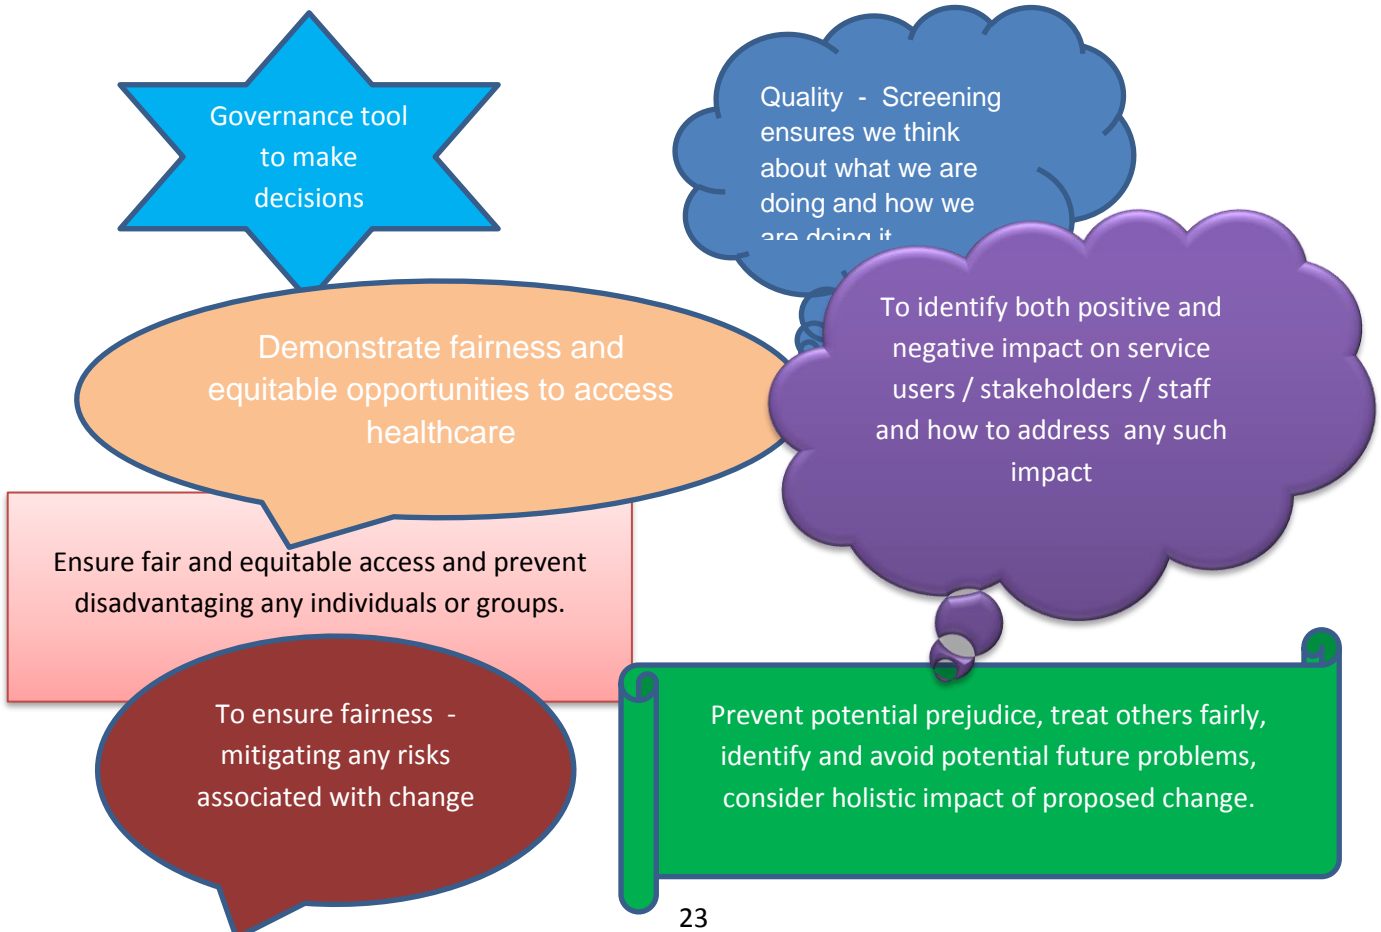 Governance tool
to make
decisions
Quality - Screening
ensures we think
about what we are
doing and how we
are doing it
To identify both positive and
negative impact on service
users / stakeholders / staff
and how to address any such
impact
Demonstrate fairness and
equitable opportunities to access
healthcare
Ensure fair and equitable access and prevent
disadvantaging any individuals or groups.
To ensure fairness -
mitigating any risks
associated with change
Prevent potential prejudice, treat others fairly,
identify and avoid potential future problems,
consider holistic impact of proposed change.
23